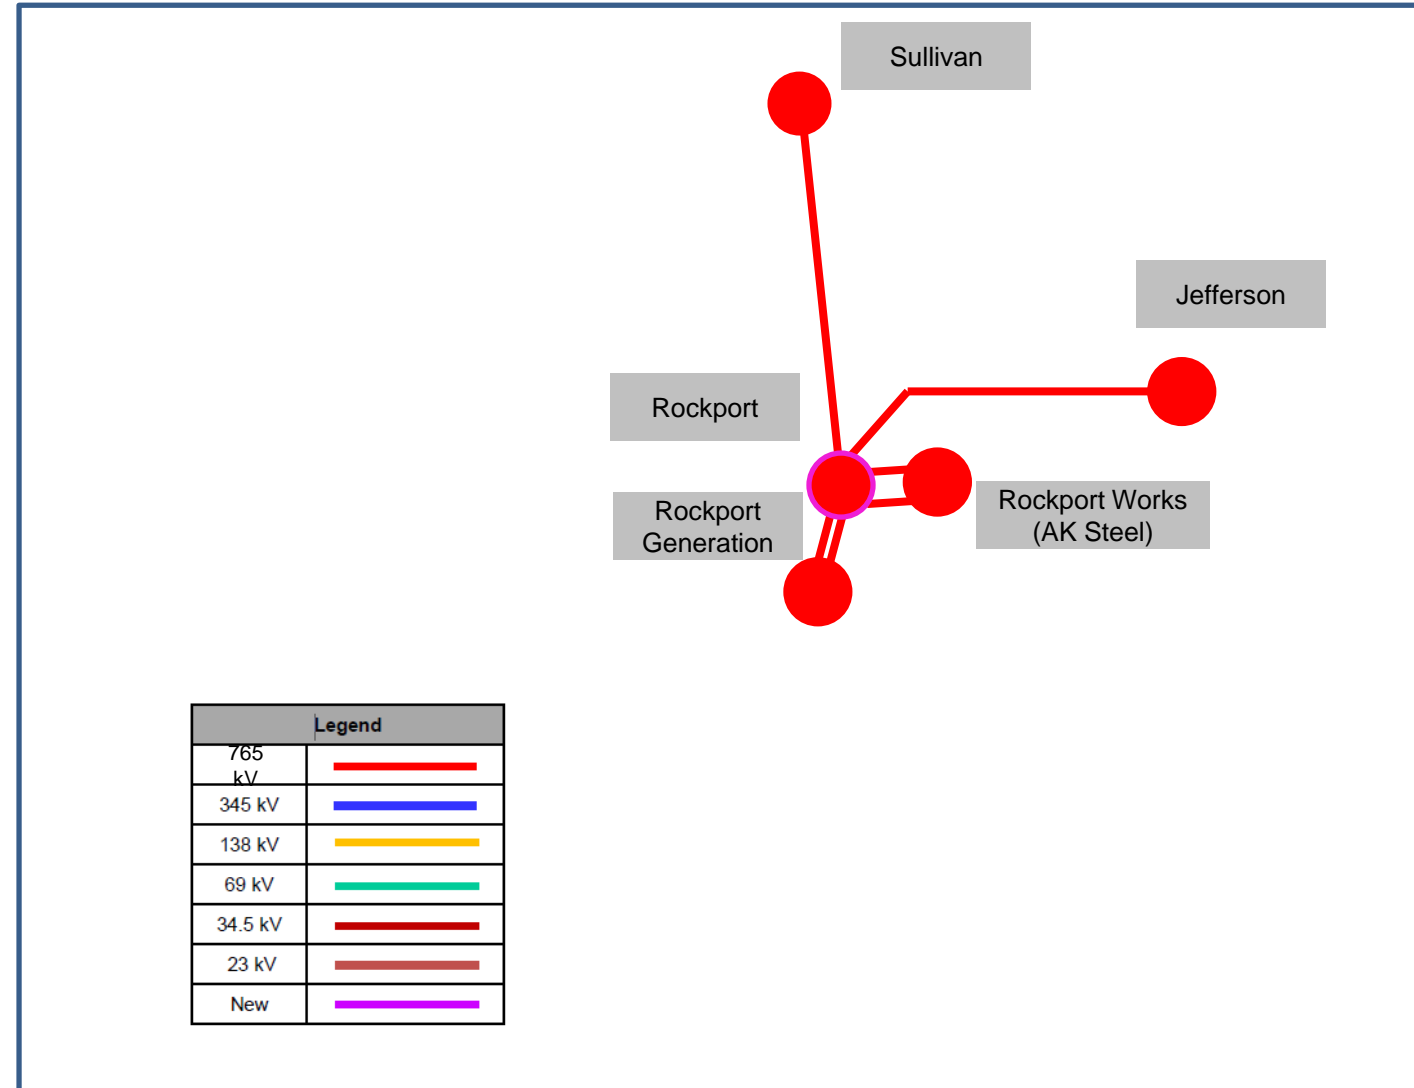 Sullivan
Jefferson
Rockport
Rockport
Generation
Rockport Works
(AK Steel)
Legend
765
kV
345 kV
138 kV
69 kV
34.5 kV
23 kV
New